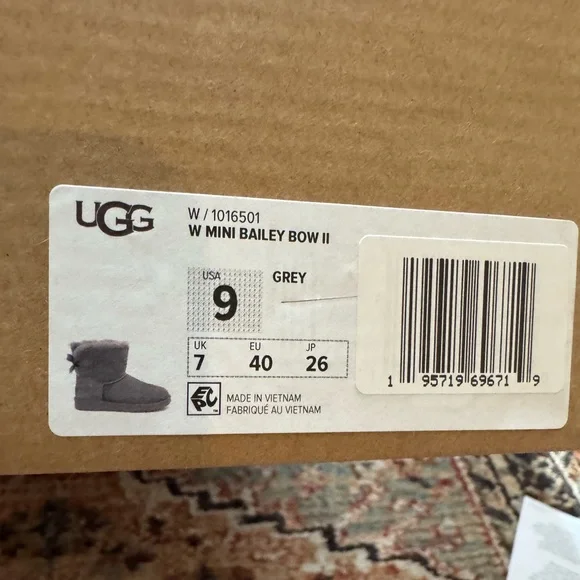 UGG
W / 1016501
W MINI BAILEY BOW II
USA
9
GREY
UK EU JP
7 40 26
EPC
MADE IN VIETNAM
FABRIQUÉ AU VIETNAM
1 95719 69671 9